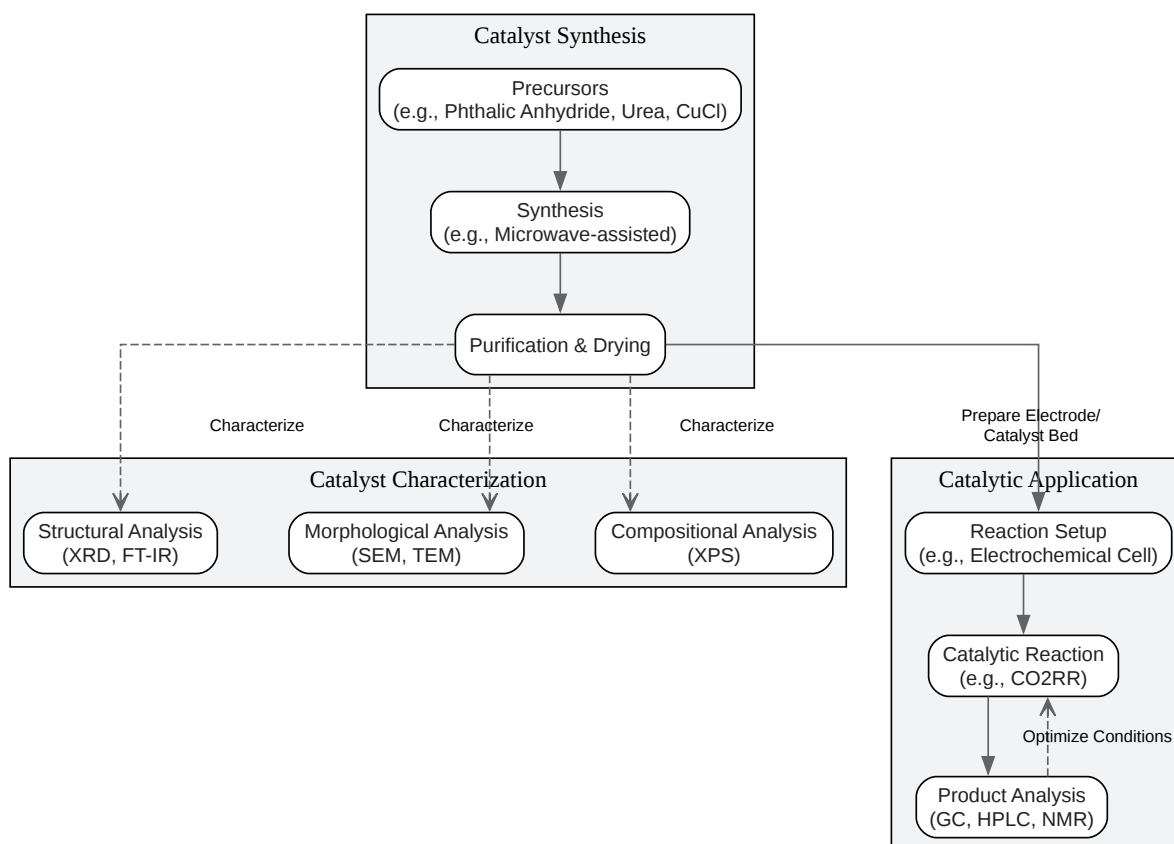 Catalyst Synthesis
Precursors
(e.g., Phthalic Anhydride, Urea, CuCl)
Synthesis
(e.g., Microwave-assisted)
Purification & Drying
Characterize
Characterize
Characterize
Prepare Electrode/
Catalyst Bed
Catalyst Characterization
Structural Analysis
(XRD, FT-IR)
Morphological Analysis
(SEM, TEM)
Compositional Analysis
(XPS)
Catalytic Application
Reaction Setup
(e.g., Electrochemical Cell)
Catalytic Reaction
(e.g., CO2RR)
Optimize Conditions
Product Analysis
(GC, HPLC, NMR)